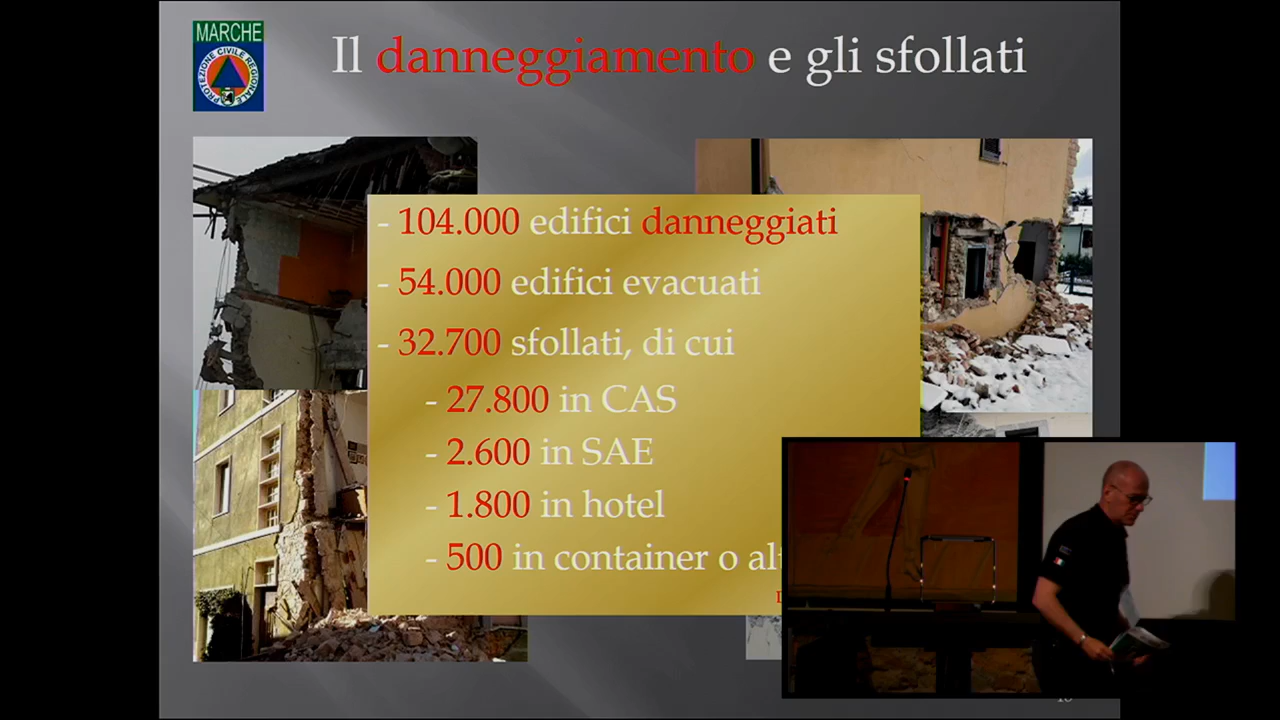 MARCHE
PROTEZIONE CIVILE REGIONALE
Il danneggiamento e gli sfollati
- 104.000 edifici danneggiati
- 54.000 edifici evacuati
- 32.700 sfollati, di cui
- 27.800 in CAS
- 2.600 in SAE
- 1.800 in hotel
- 500 in container o